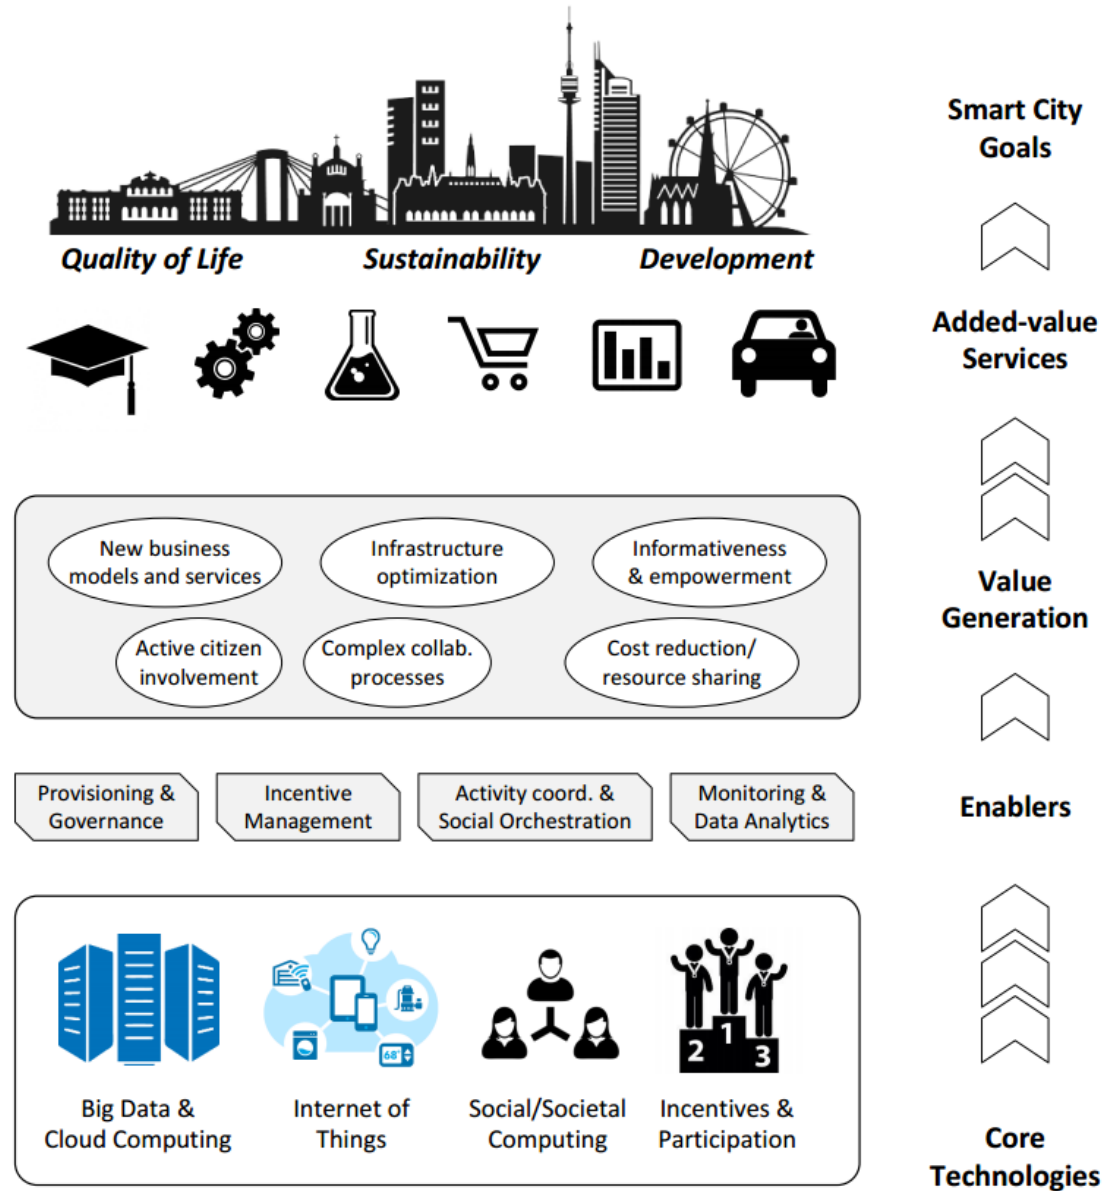 Smart City
Goals
Quality of Life
Sustainability
Development
Added-value
Services
New business
models and services
Infrastructure
optimization
Informativeness
& empowerment
Active citizen
involvement
Complex collab.
processes
Cost reduction/
resource sharing
Value
Generation
Provisioning &
Governance
Incentive
Management
Activity coord. &
Social Orchestration
Monitoring &
Data Analytics
Enablers
68°
2
1
3
Big Data &
Cloud Computing
Internet of
Things
Social/Societal
Computing
Incentives &
Participation
Core
Technologies